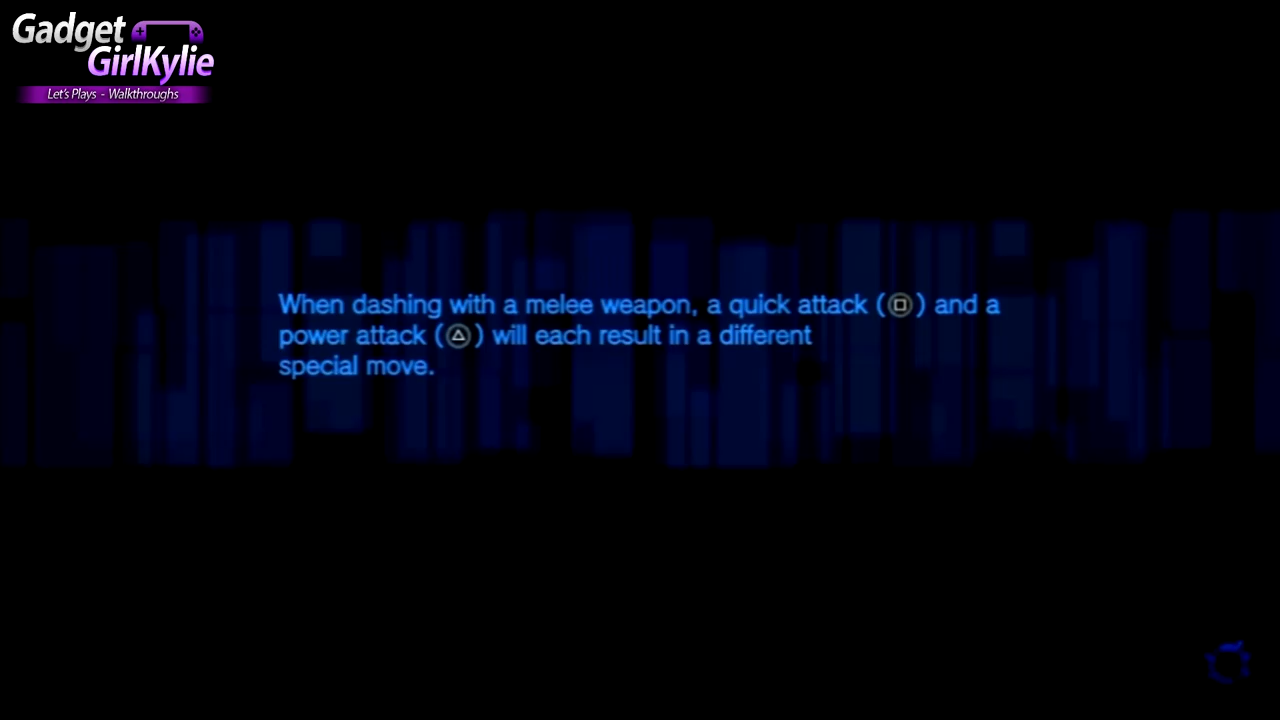 Gadget
GirlKylie
Let's Plays - Walkthroughs
When dashing with a melee weapon, a quick attack (□) and a
power attack (△) will each result in a different
special move.